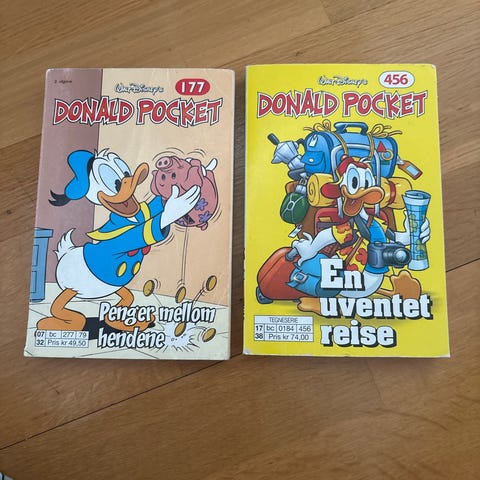 2. utgave
Walt Disney's
177
DONALD POCKET
Penger mellom
hendene
07 bc 277 79
32 Pris kr 49,50
Walt Disney's
456
DONALD POCKET
En
uventet
reise
TEGNESERIE
17 bc 0184 456
38 Pris kr 74,00